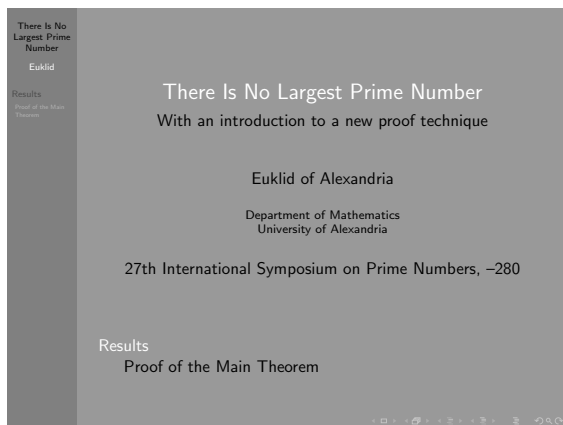 There Is No
Largest Prime
Number
Euklid
Results
Proof of the Main
Theorem
There Is No Largest Prime Number
With an introduction to a new proof technique
Euklid of Alexandria
Department of Mathematics
University of Alexandria
27th International Symposium on Prime Numbers, –280
Results
Proof of the Main Theorem